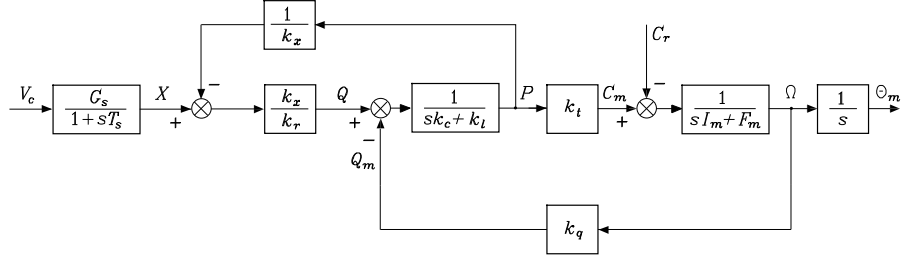 1
k_x
C_r
V_c
G_s
1+sT_s
X
−
+
k_x
k_r
Q
+
−
Q_m
1
sk_c+k_l
P
k_t
C_m
−
+
1
sI_m+F_m
Ω
1
s
Θ_m
k_q